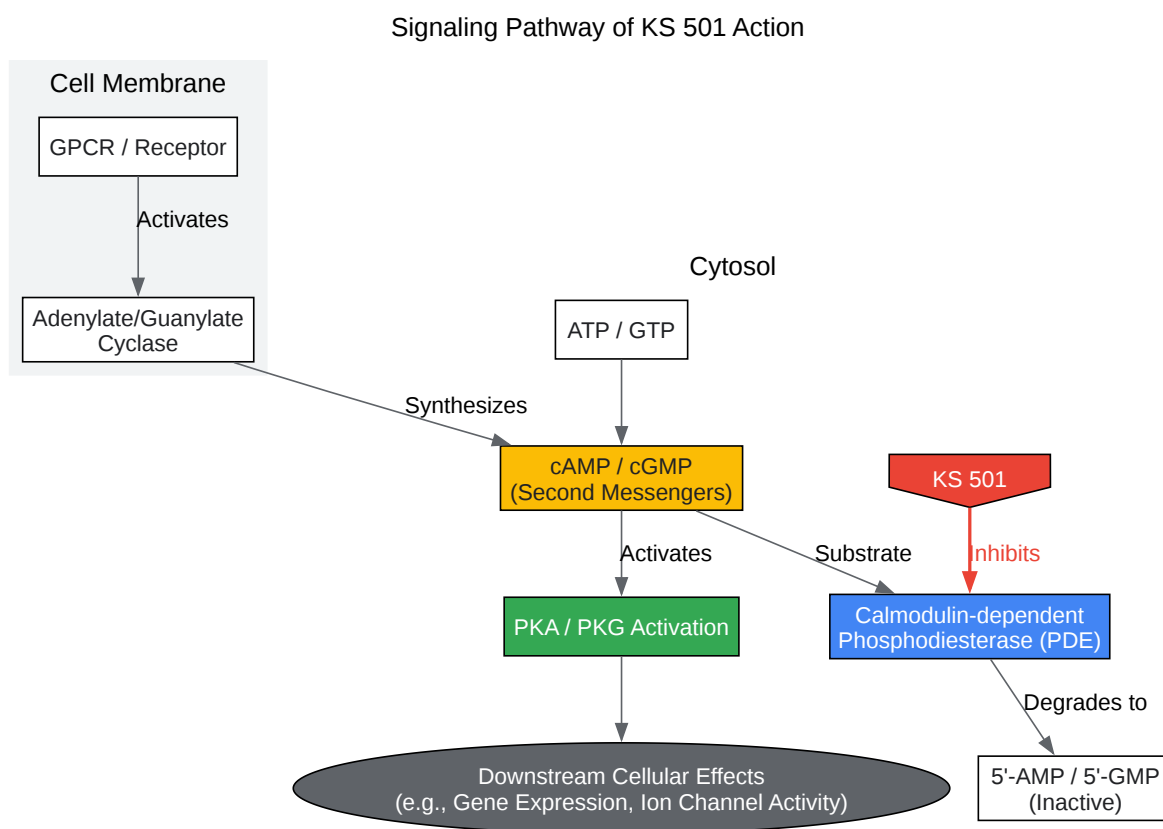 Signaling Pathway of KS 501 Action
Cell Membrane
GPCR / Receptor
Activates
Adenylate/Guanylate
Cyclase
Cytosol
ATP / GTP
Synthesizes
cAMP / cGMP
(Second Messengers)
KS 501
Activates
Substrate
Inhibits
PKA / PKG Activation
Calmodulin-dependent
Phosphodiesterase (PDE)
Degrades to
Downstream Cellular Effects
(e.g., Gene Expression, Ion Channel Activity)
5'-AMP / 5'-GMP
(Inactive)